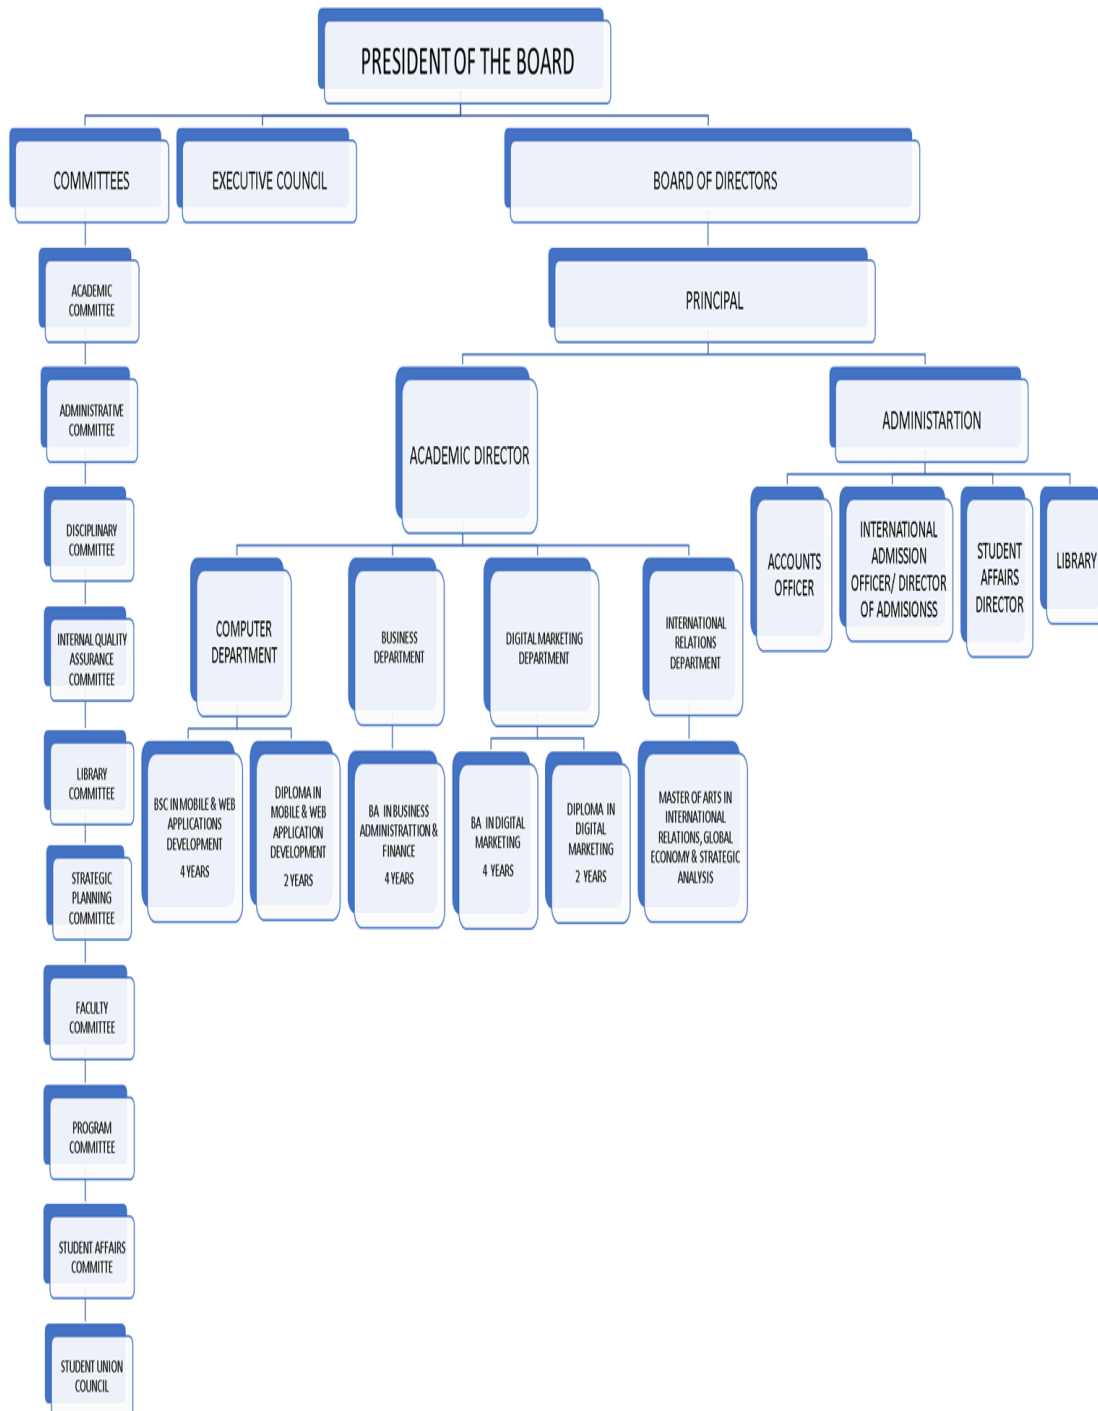 PRESIDENT OF THE BOARD
COMMITTEES
EXECUTIVE COUNCIL
BOARD OF DIRECTORS
ACADEMIC
COMMITTEE
PRINCIPAL
ADMINISTRATIVE
COMMITTEE
ACADEMIC DIRECTOR
ADMINISTARTION
DISCIPLINARY
COMMITTEE
ACCOUNTS
OFFICER
INTERNATIONAL
ADMISSION
OFFICER/ DIRECTOR
OF ADMISIONSS
STUDENT
AFFAIRS
DIRECTOR
LIBRARY
INTERNAL QUALITY
ASSURANCE
COMMITTEE
COMPUTER
DEPARTMENT
BUSINESS
DEPARTMENT
DIGITAL MARKETING
DEPARTMENT
INTERNATIONAL
RELATIONS
DEPARTMENT
LIBRARY
COMMITTEE
BSC IN MOBILE & WEB
APPLICATIONS
DEVELOPMENT
4 YEARS
DIPLOMA IN
MOBILE & WEB
APPLICATION
DEVELOPMENT
2 YEARS
BA IN BUSINESS
ADMINISTRATTION &
FINANCE
4 YEARS
BA IN DIGITAL
MARKETING
4 YEARS
DIPLOMA IN
DIGITAL
MARKETING
2 YEARS
MASTER OF ARTS IN
INTERNATIONAL
RELATIONS, GLOBAL
ECONOMY & STRATEGIC
ANALYSIS
STRATEGIC
PLANNING
COMMITTEE
FACULTY
COMMITTEE
PROGRAM
COMMITTEE
STUDENT AFFAIRS
COMMITTE
STUDENT UNION
COUNCIL